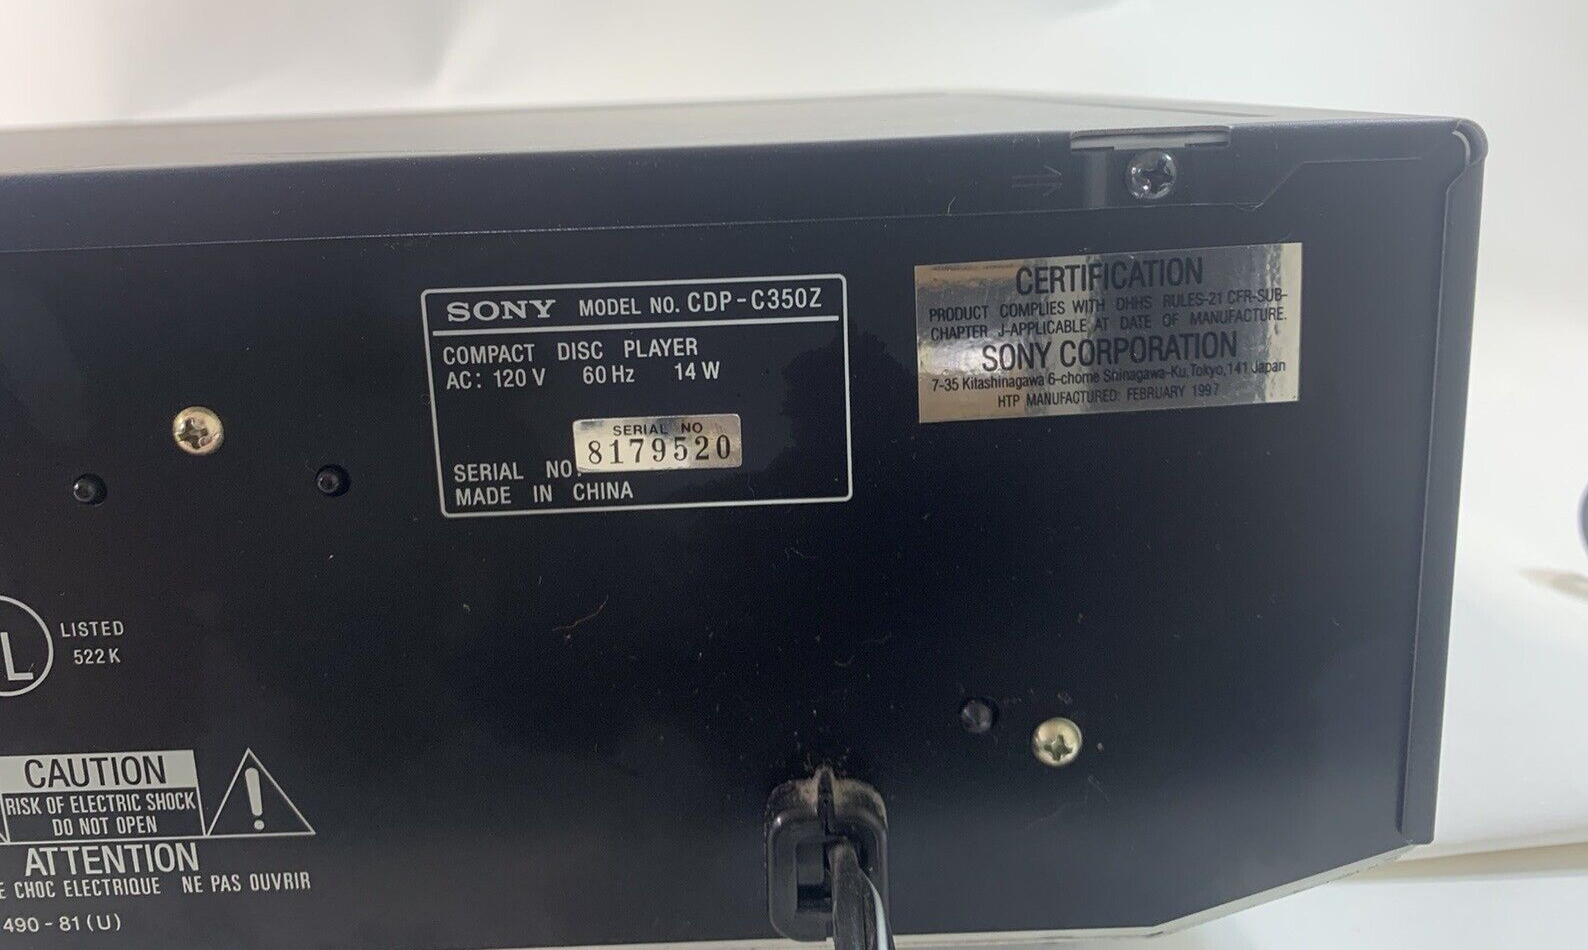 SONY MODEL NO. CDP-C350Z
COMPACT DISC PLAYER
AC: 120 V 60 Hz 14 W
SERIAL NO
8179520
SERIAL NO.
MADE IN CHINA
CERTIFICATION
PRODUCT COMPLIES WITH DHHS RULES-21 CFR-SUB-
CHAPTER J-APPLICABLE AT DATE OF MANUFACTURE.
SONY CORPORATION
7-35 Kitashinagawa 6-chome Shinagawa-Ku, Tokyo, 141 Japan
HTP MANUFACTURED: FEBRUARY 1997
L
LISTED
522K
CAUTION
RISK OF ELECTRIC SHOCK
DO NOT OPEN
ATTENTION
E CHOC ELECTRIQUE NE PAS OUVRIR
490-81(U)